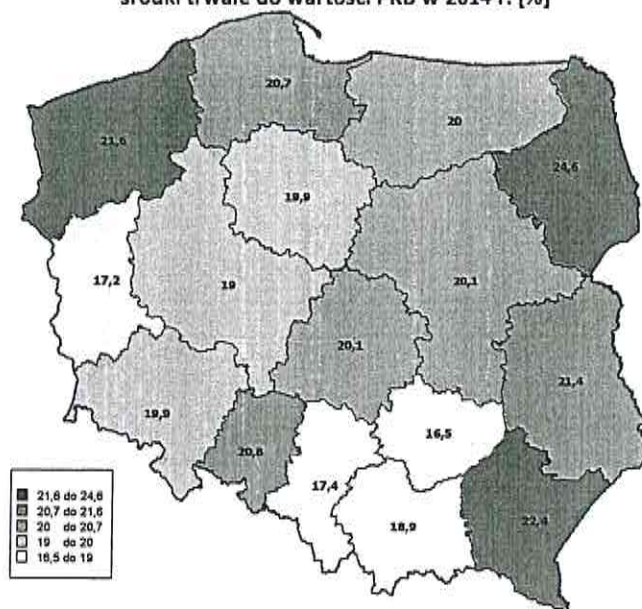 środki trwałe do wartości PKB w 2014 r. [%]
20,7
20
21,6
24,6
19,9
17,2
19
20,1
20,1
21,4
19,9
20,8
16,5
17,4
18,9
22,4
21,6 do 24,6
20,7 do 21,6
20 do 20,7
19 do 20
16,5 do 19